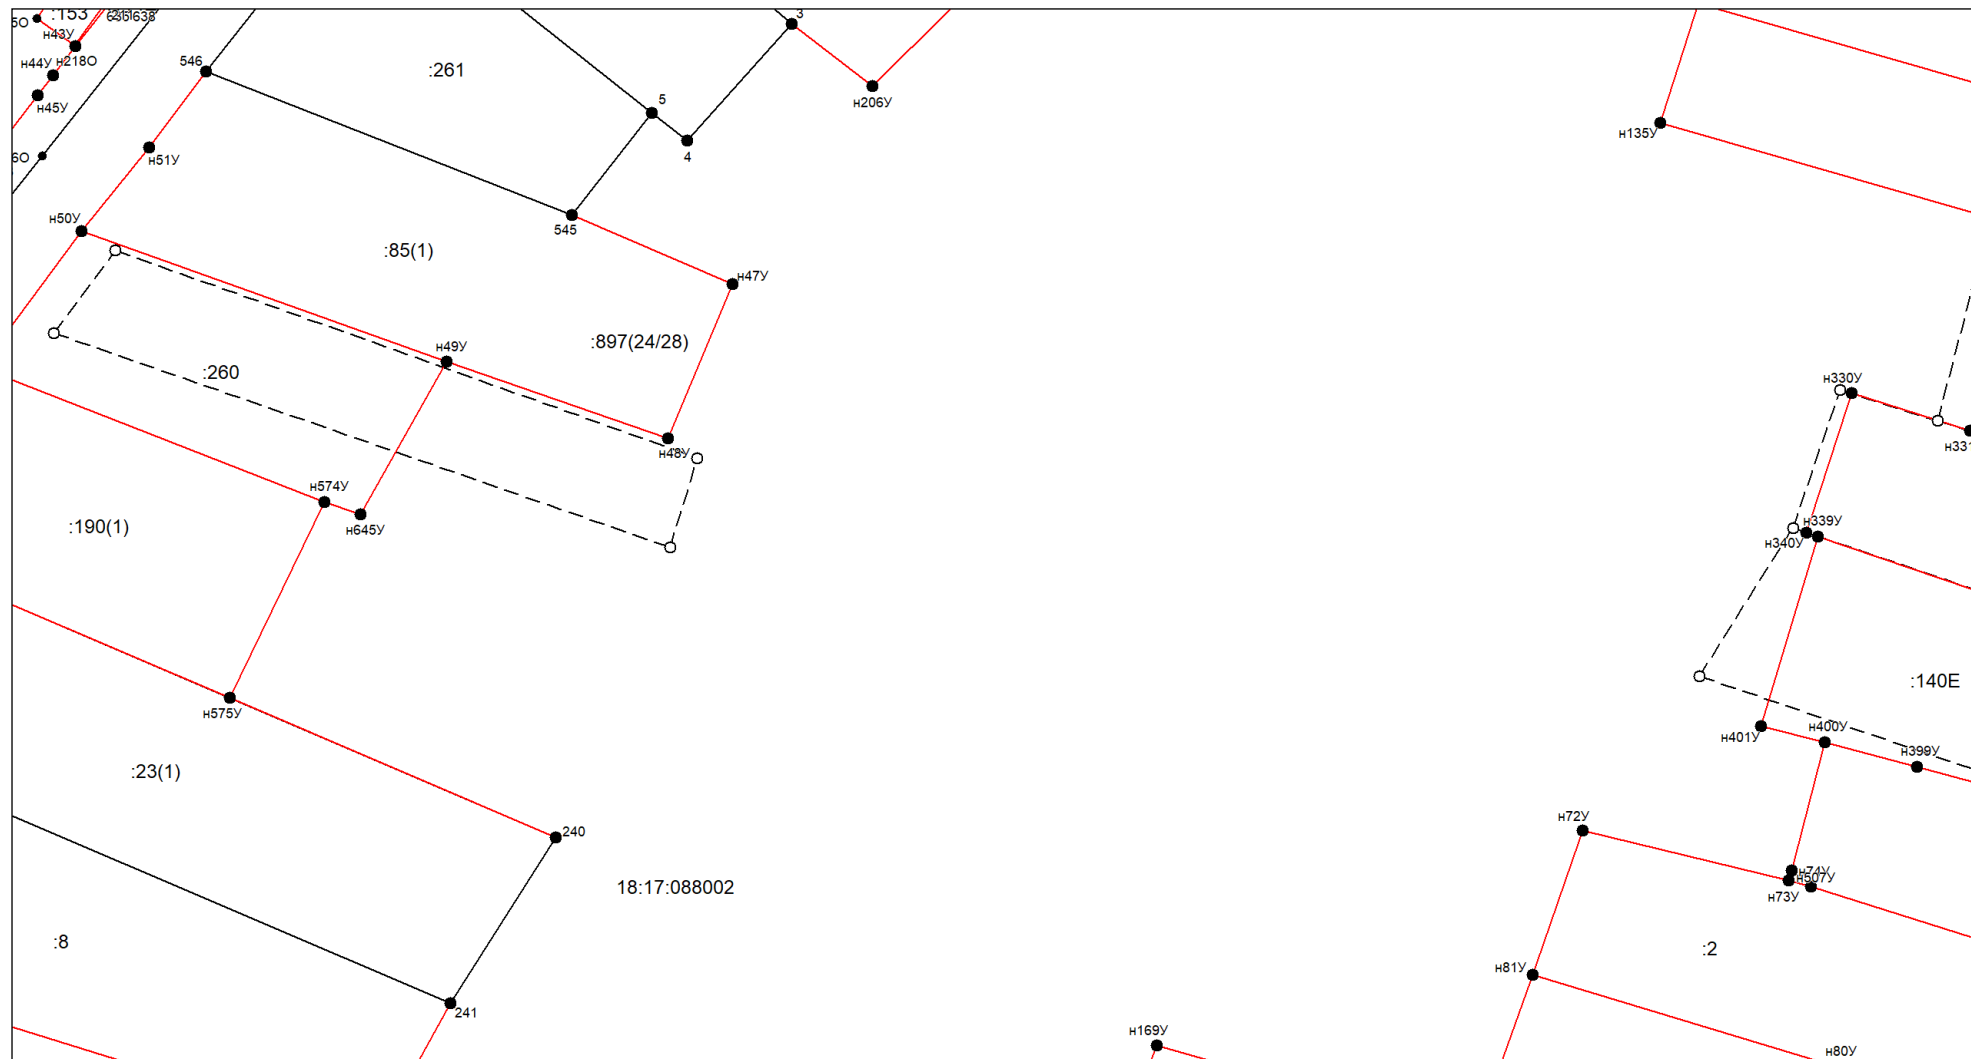 :153
н43У
н44У
н218О
н45У
546
:261
5
4
3
н206У
н135У
н51У
н50У
545
:85(1)
н47У
:897(24/28)
н49У
:260
н48У
н330У
н574У
н645У
:190(1)
н339У
н340У
:140Е
н575У
н401У
н400У
н399У
:23(1)
240
н72У
18:17:088002
н74У
н507У
н73У
:8
:2
н81У
241
н169У
н80У